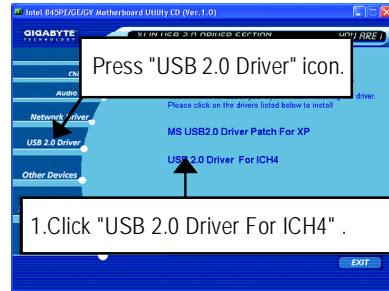 Intel 845PE/GE/GV Motherboard Utility CD (Ver.1.0)
GIGABYTE
TECHNOLOGY
Press "USB 2.0 Driver" icon.
Audio
driver.
Please click on the drivers listed below to install
Network Driver
MS USB2.0 Driver Patch For XP
USB 2.0 Driver
USB 2.0 Driver For ICH4
Other Devices
1.Click "USB 2.0 Driver For ICH4" .
EXIT